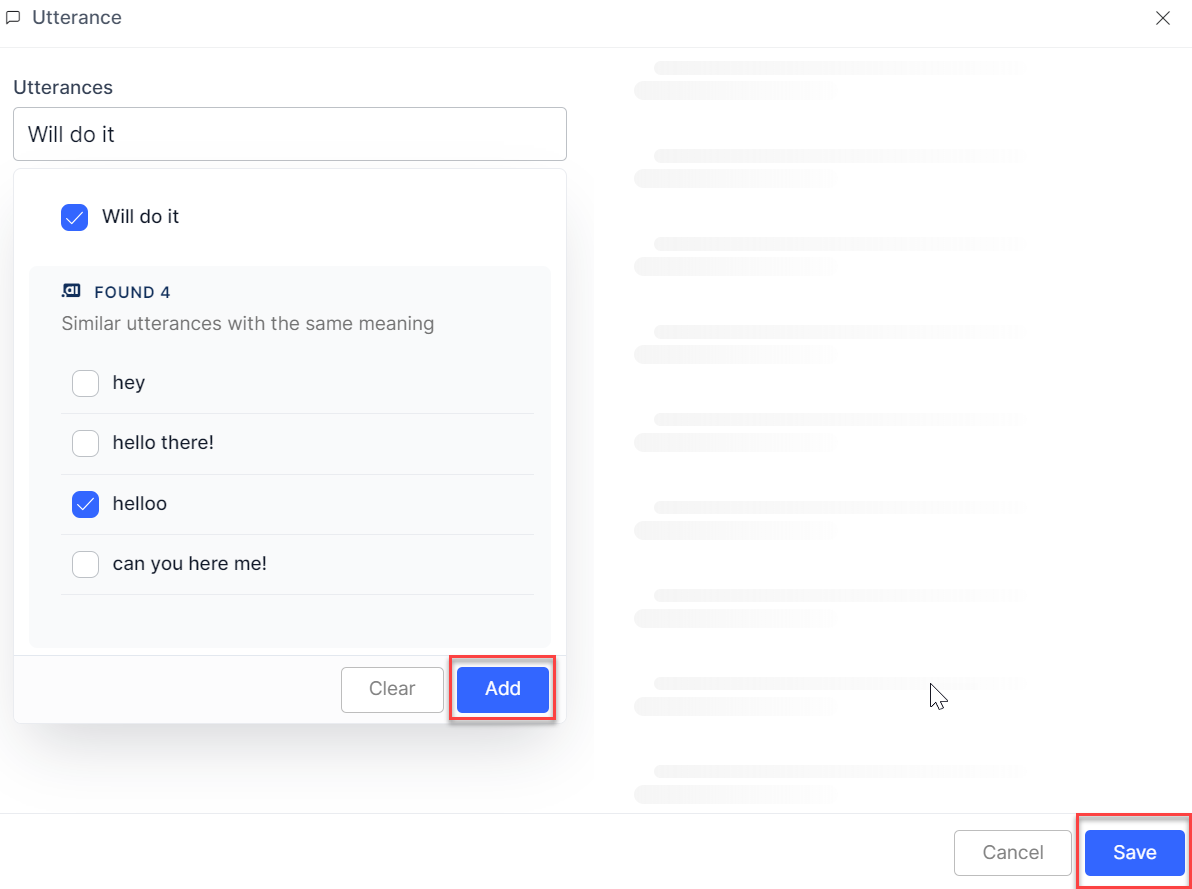 Utterance
Utterances
Will do it
Will do it
.ai FOUND 4
Similar utterances with the same meaning
hey
hello there!
helloo
can you here me!
Clear Add
Cancel Save